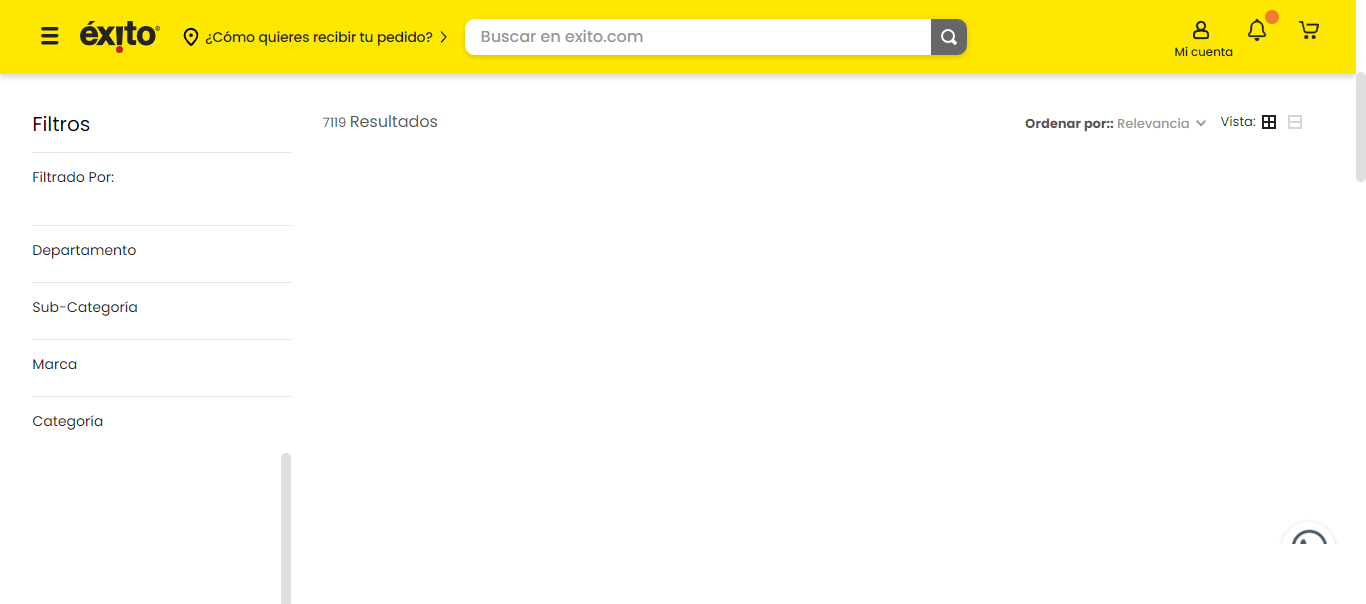 éxito
¿Cómo quieres recibir tu pedido?
Buscar en exito.com
Mi cuenta
Filtros
7119 Resultados
Ordenar por:: Relevancia
Vista:
Filtrado Por:
Departamento
Sub-Categoría
Marca
Categoría